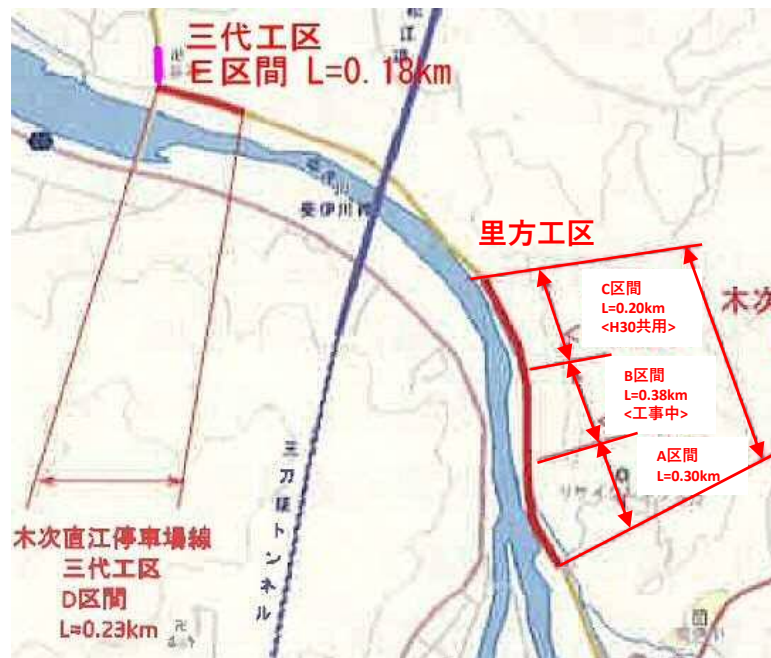 三代工区
E区間 L=0.18km
里方工区
C区間
L=0.20km
<H30共用>
木次
B区間
L=0.38km
<工事中>
A区間
L=0.30km
斐伊川
三刀屋トンネル
木次直江停車場線
三代工区
D区間
L=0.23km